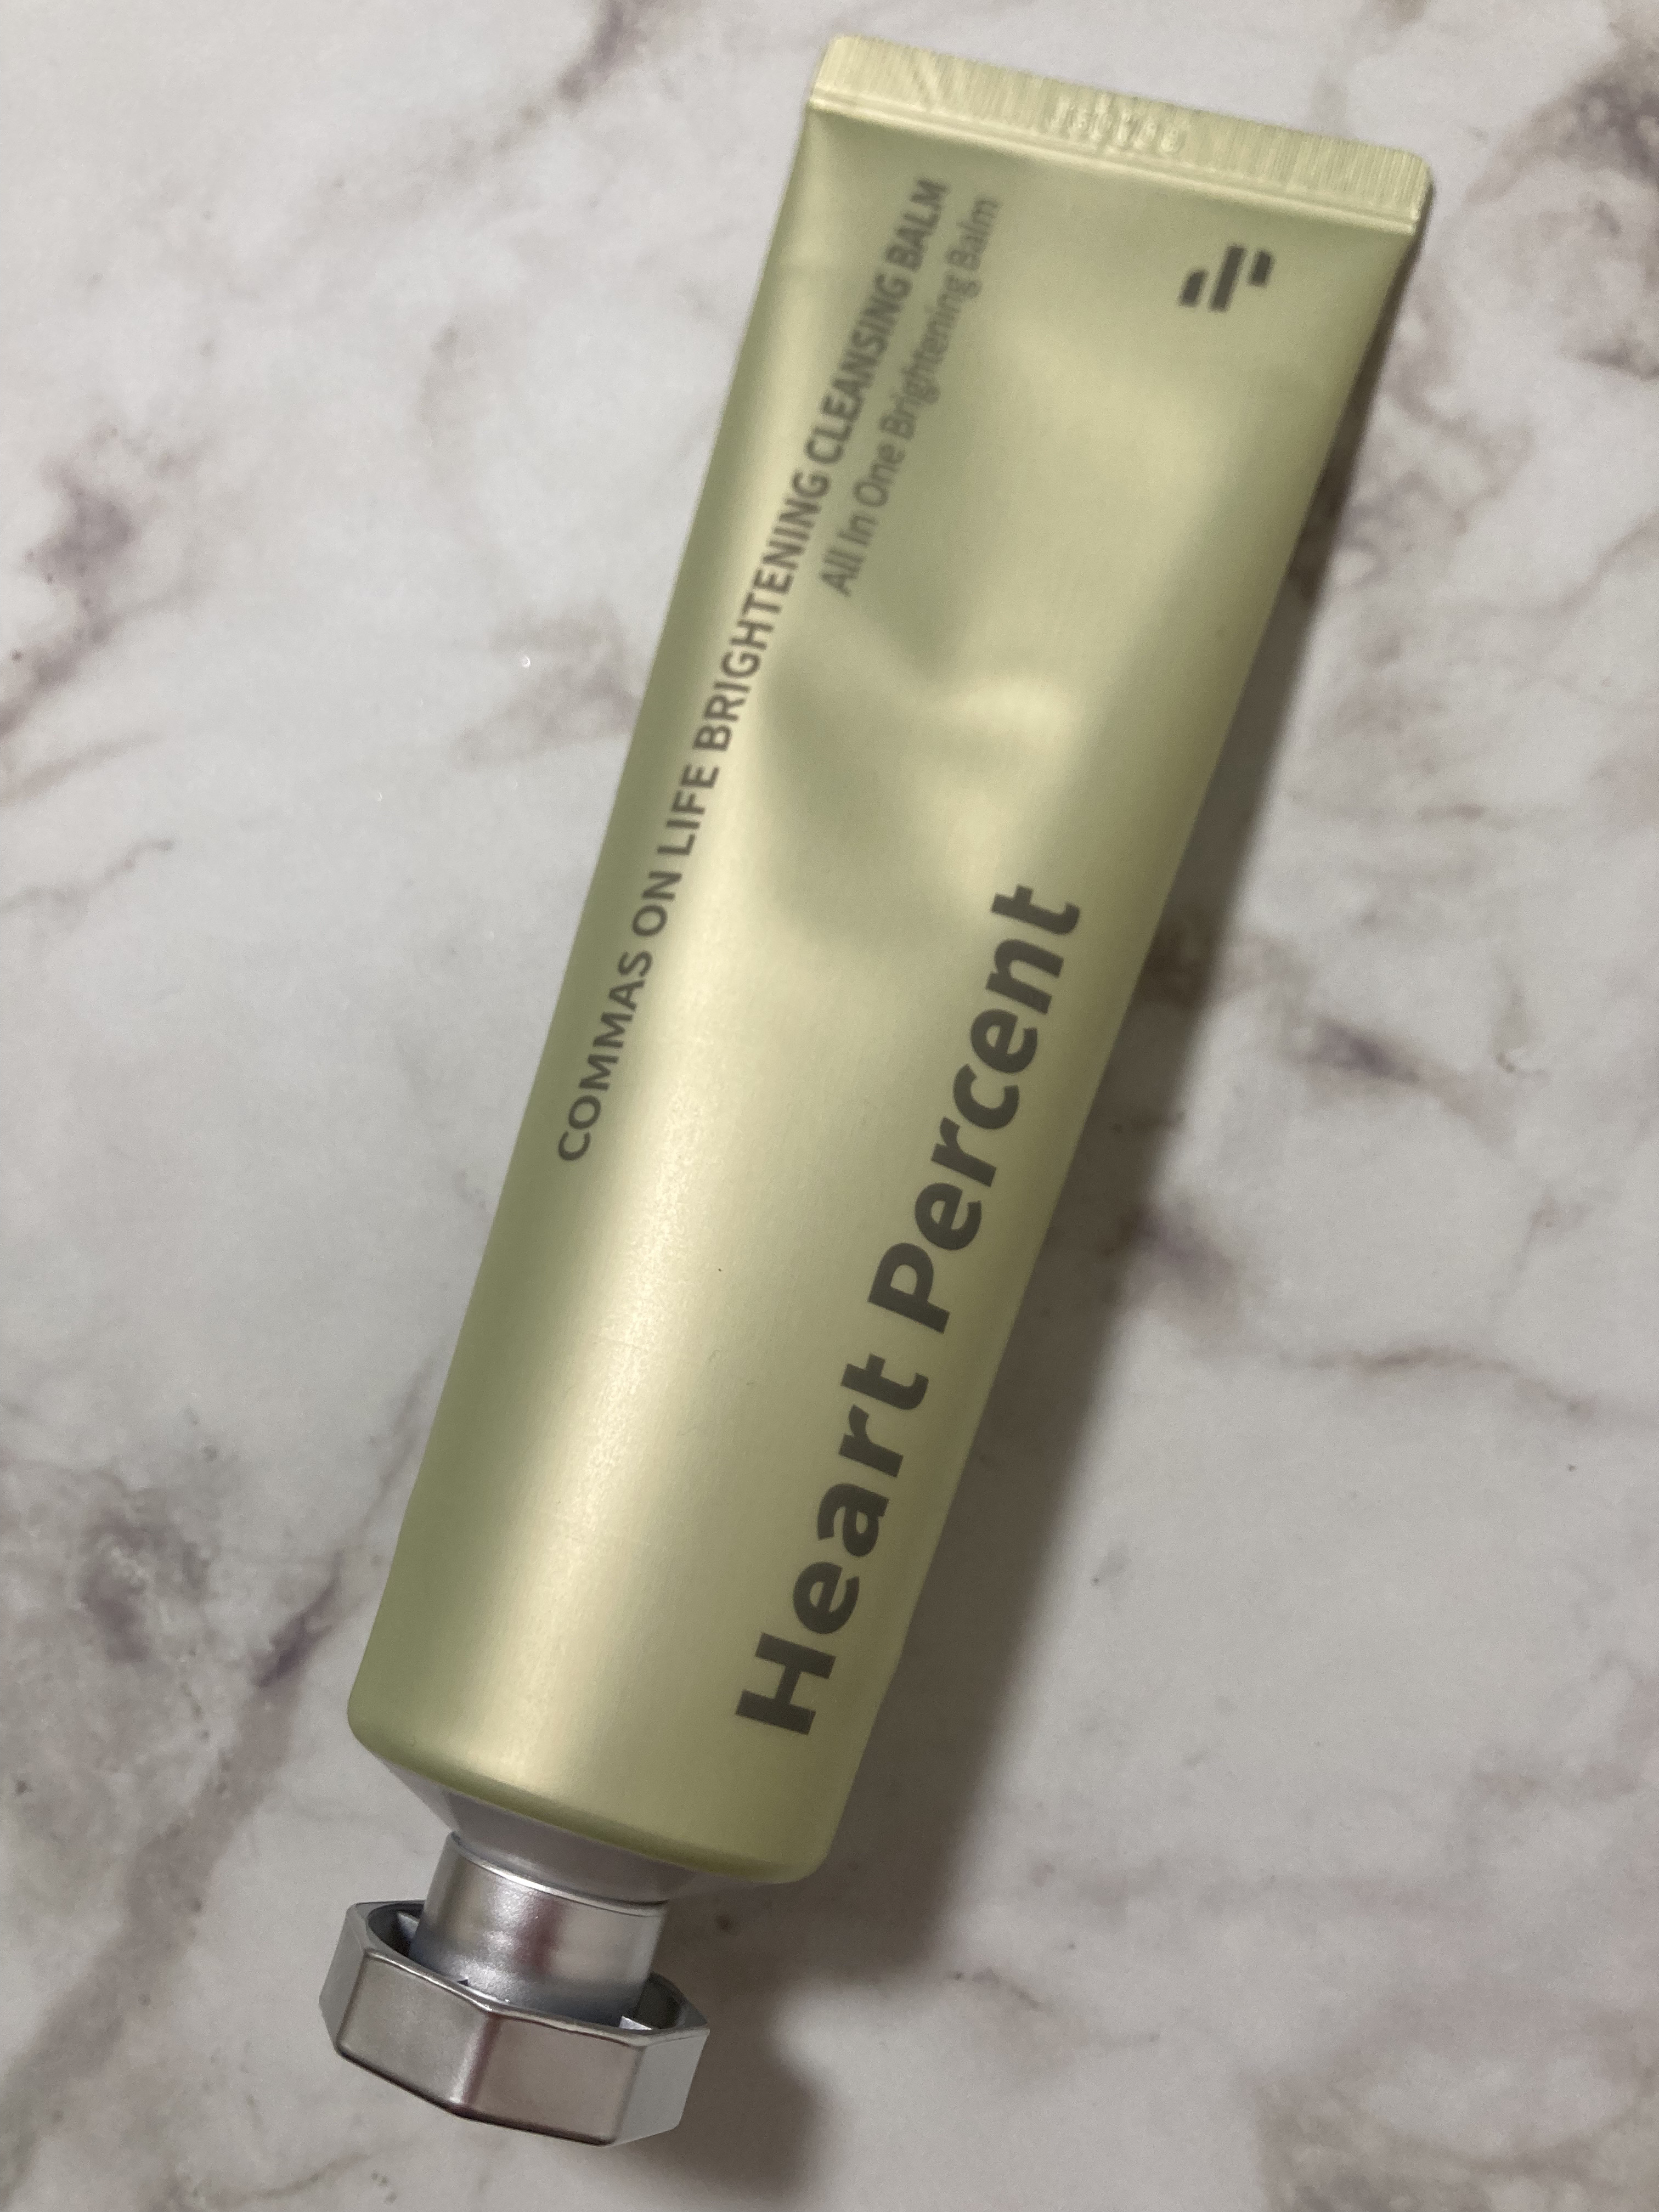 COMMAS ON LIFE BRIGHTENING CLEANSING BALM
All In One Brightening Balm
Heart Percent